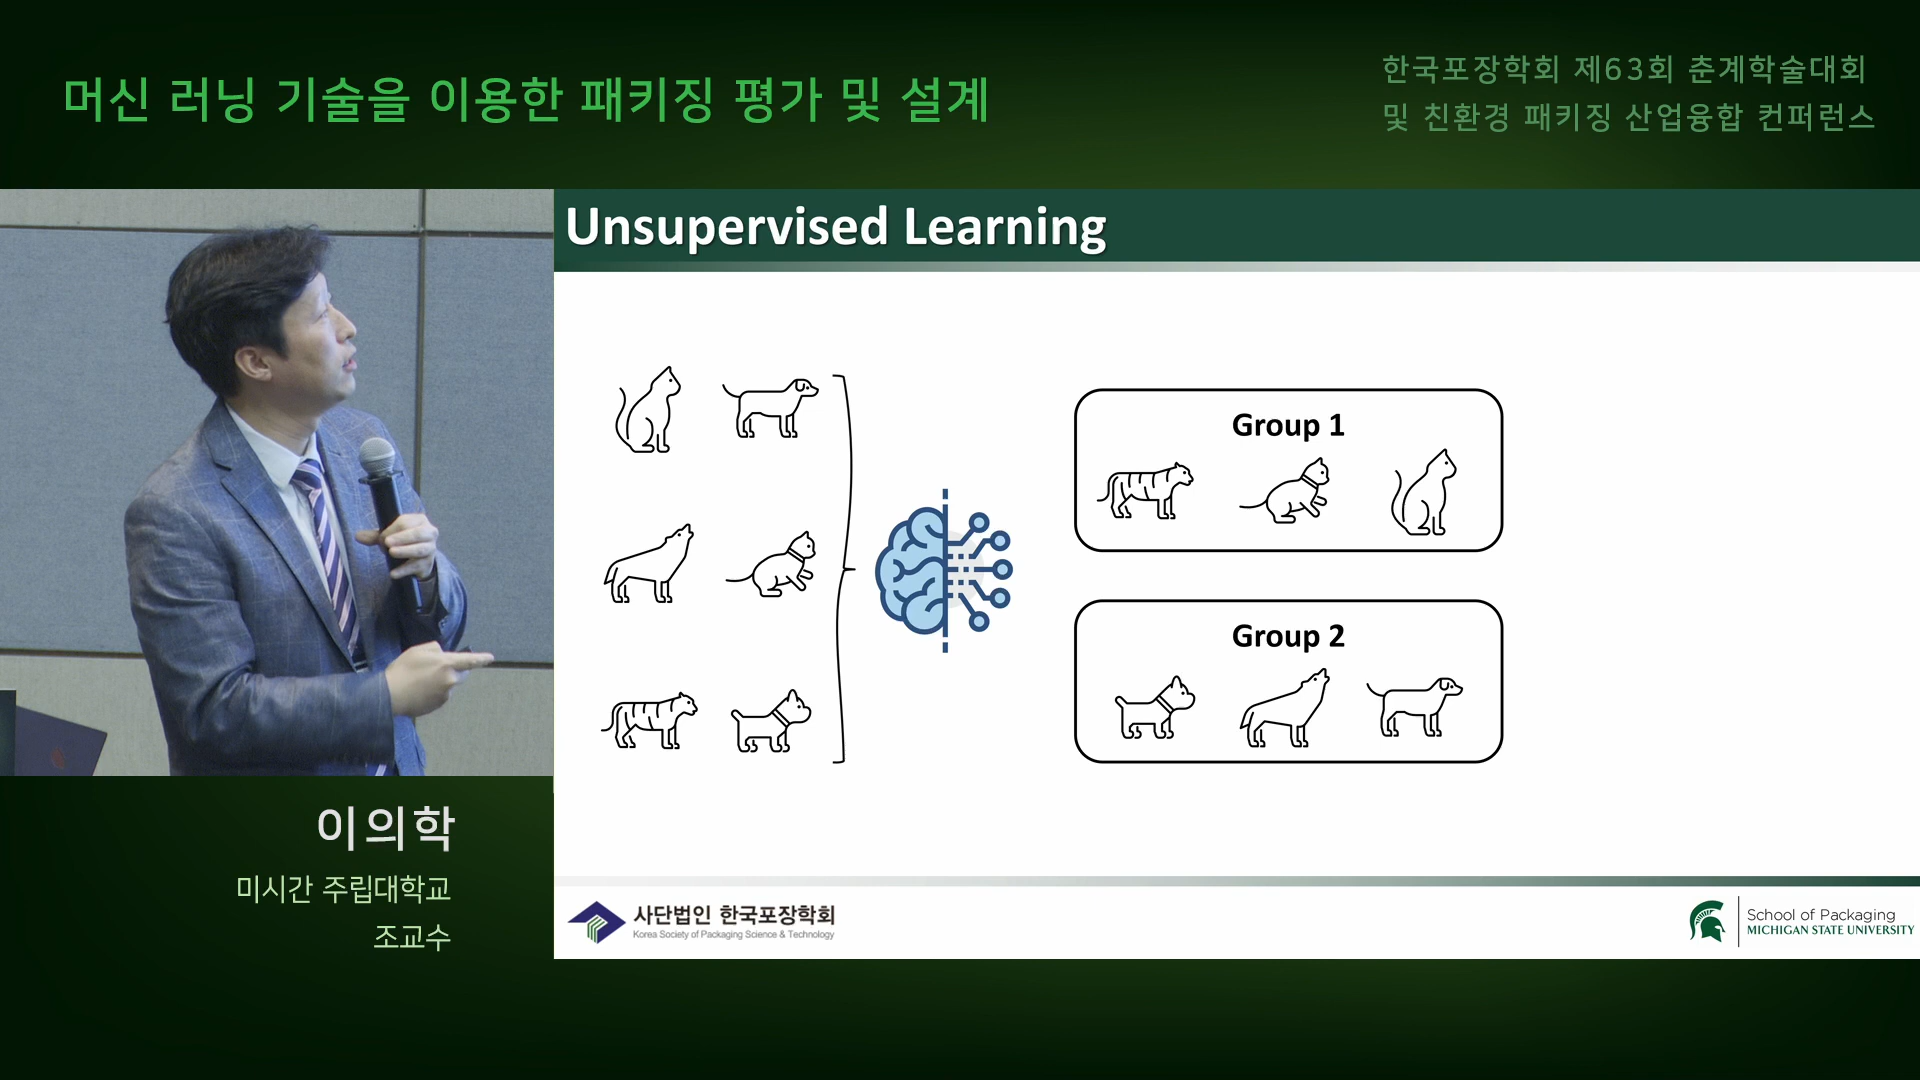 머신 러닝 기술을 이용한 패키징 평가 및 설계
한국포장학회 제63회 춘계학술대회
및 친환경 패키징 산업융합 컨퍼런스
Unsupervised Learning
Group 1
Group 2
이의학
미시간 주립대학교
조교수
사단법인 한국포장학회
Korea Society of Packaging Science & Technology
School of Packaging
MICHIGAN STATE UNIVERSITY